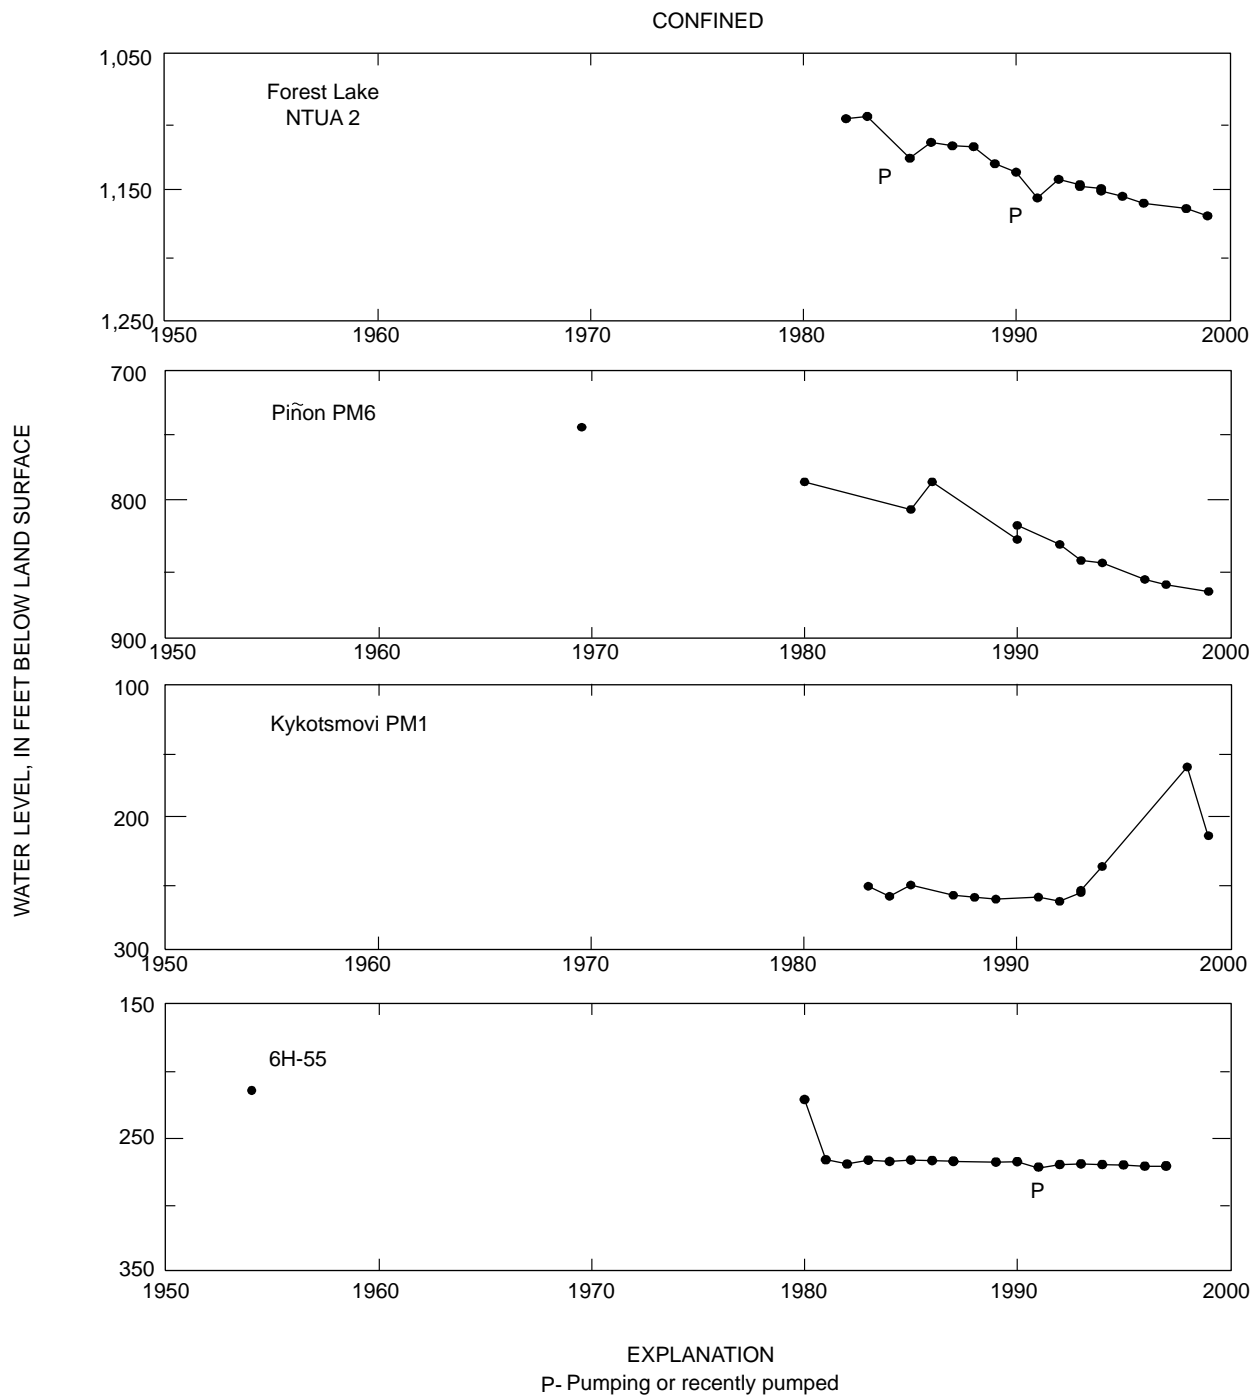 CONFINED
1,050
Forest Lake
NTUA 2
P
1,150
P
1,250
1950 1960 1970 1980 1990 2000
700
Piñon PM6
800
900
1950 1960 1970 1980 1990 2000
100
Kykotsmovi PM1
200
300
1950 1960 1970 1980 1990 2000
150
6H-55
250
P
350
1950 1960 1970 1980 1990 2000
WATER LEVEL, IN FEET BELOW LAND SURFACE
EXPLANATION
P- Pumping or recently pumped